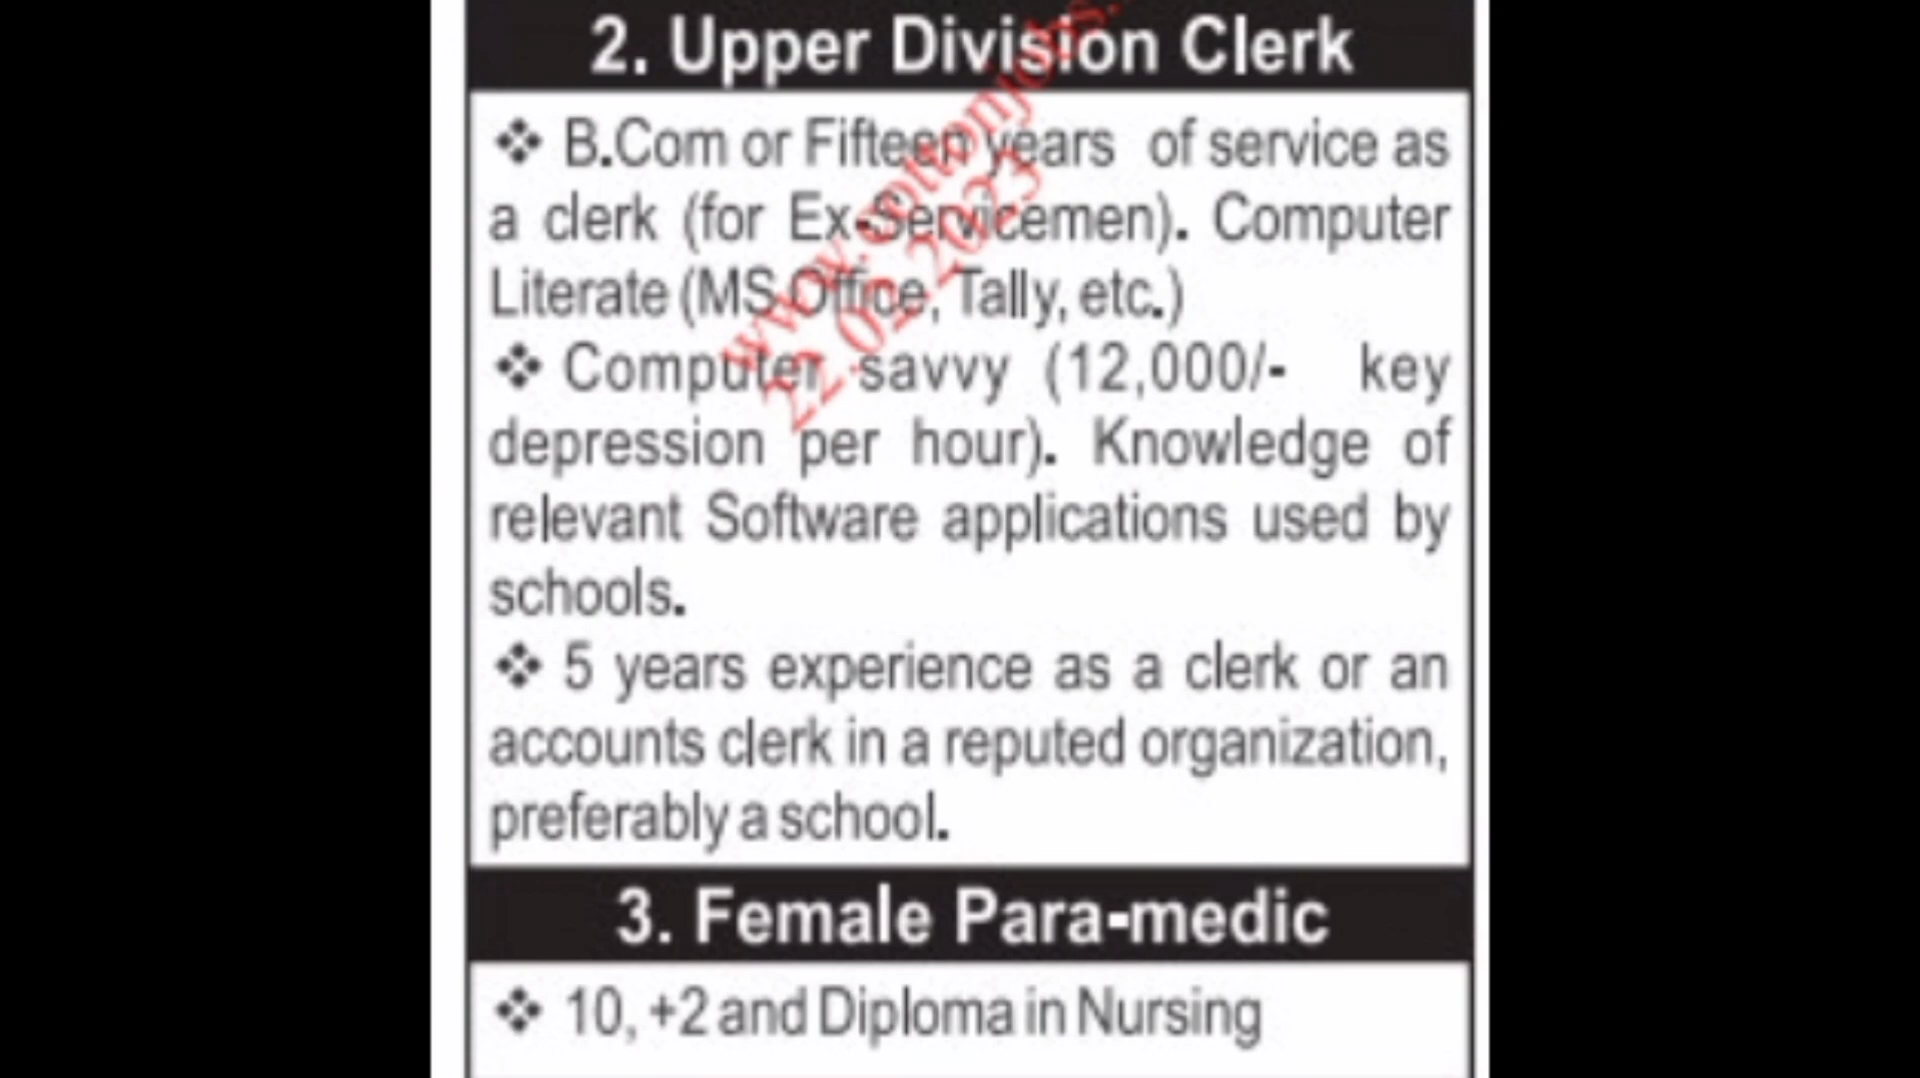 2. Upper Division Clerk
❖ B.Com or Fifteen years of service as
a clerk (for Ex-Servicemen). Computer
Literate (MS Office, Tally, etc.)
❖ Computer savvy (12,000/- key
depression per hour). Knowledge of
relevant Software applications used by
schools.
❖ 5 years experience as a clerk or an
accounts clerk in a reputed organization,
preferably a school.
3. Female Para-medic
❖ 10, +2 and Diploma in Nursing
22.02.2023